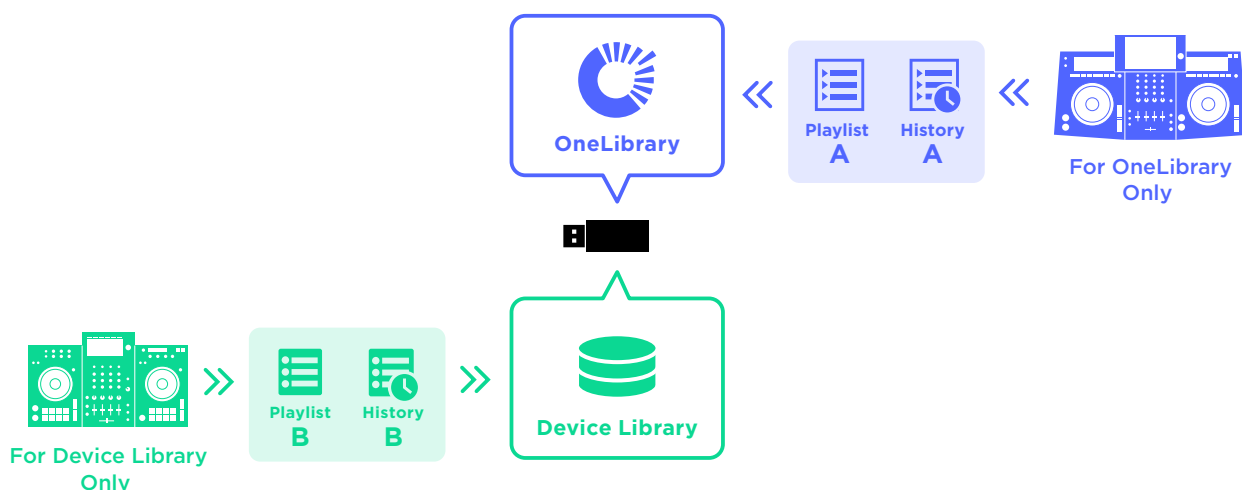 OneLibrary
Playlist
A
History
A
For OneLibrary
Only
For Device Library
Only
Playlist
B
History
B
Device Library